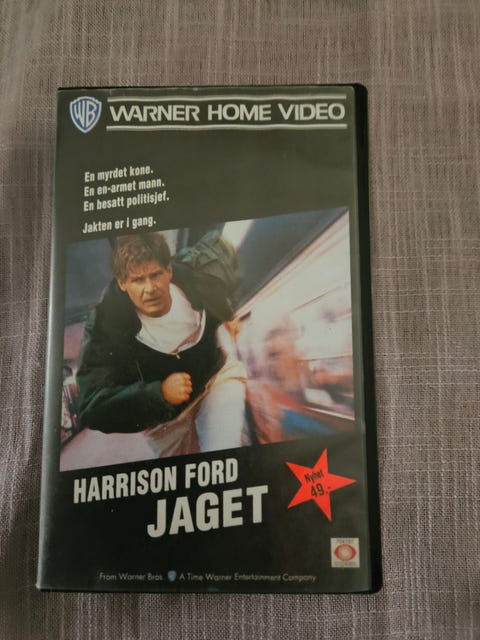 WB WARNER HOME VIDEO
En myrdet kone.
En en-armet mann.
En besatt politisjef.
Jakten er i gang.
HARRISON FORD
JAGET
Nyhet
49.-
From Warner Bros. A Time Warner Entertainment Company